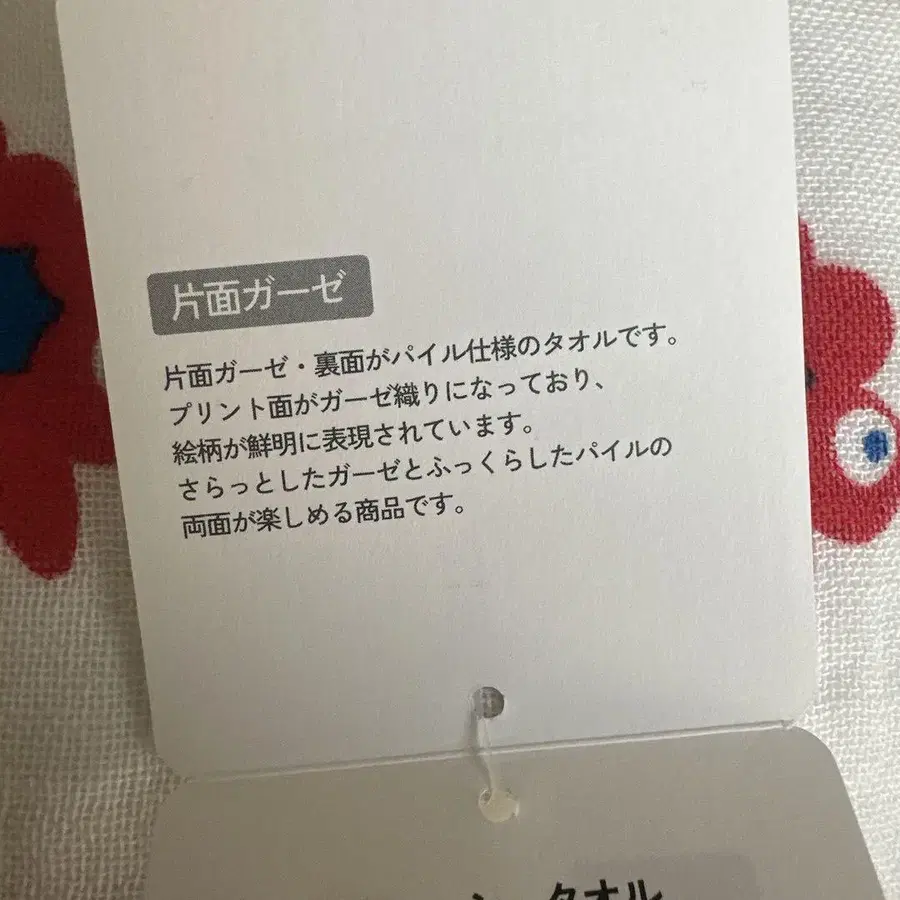 片面ガーゼ
片面ガーゼ・裏面がパイル仕様のタオルです。
プリント面がガーゼ織りになっており、
絵柄が鮮明に表現されています。
さらっとしたガーゼとふっくらしたパイルの
両面が楽しめる商品です。
タオル